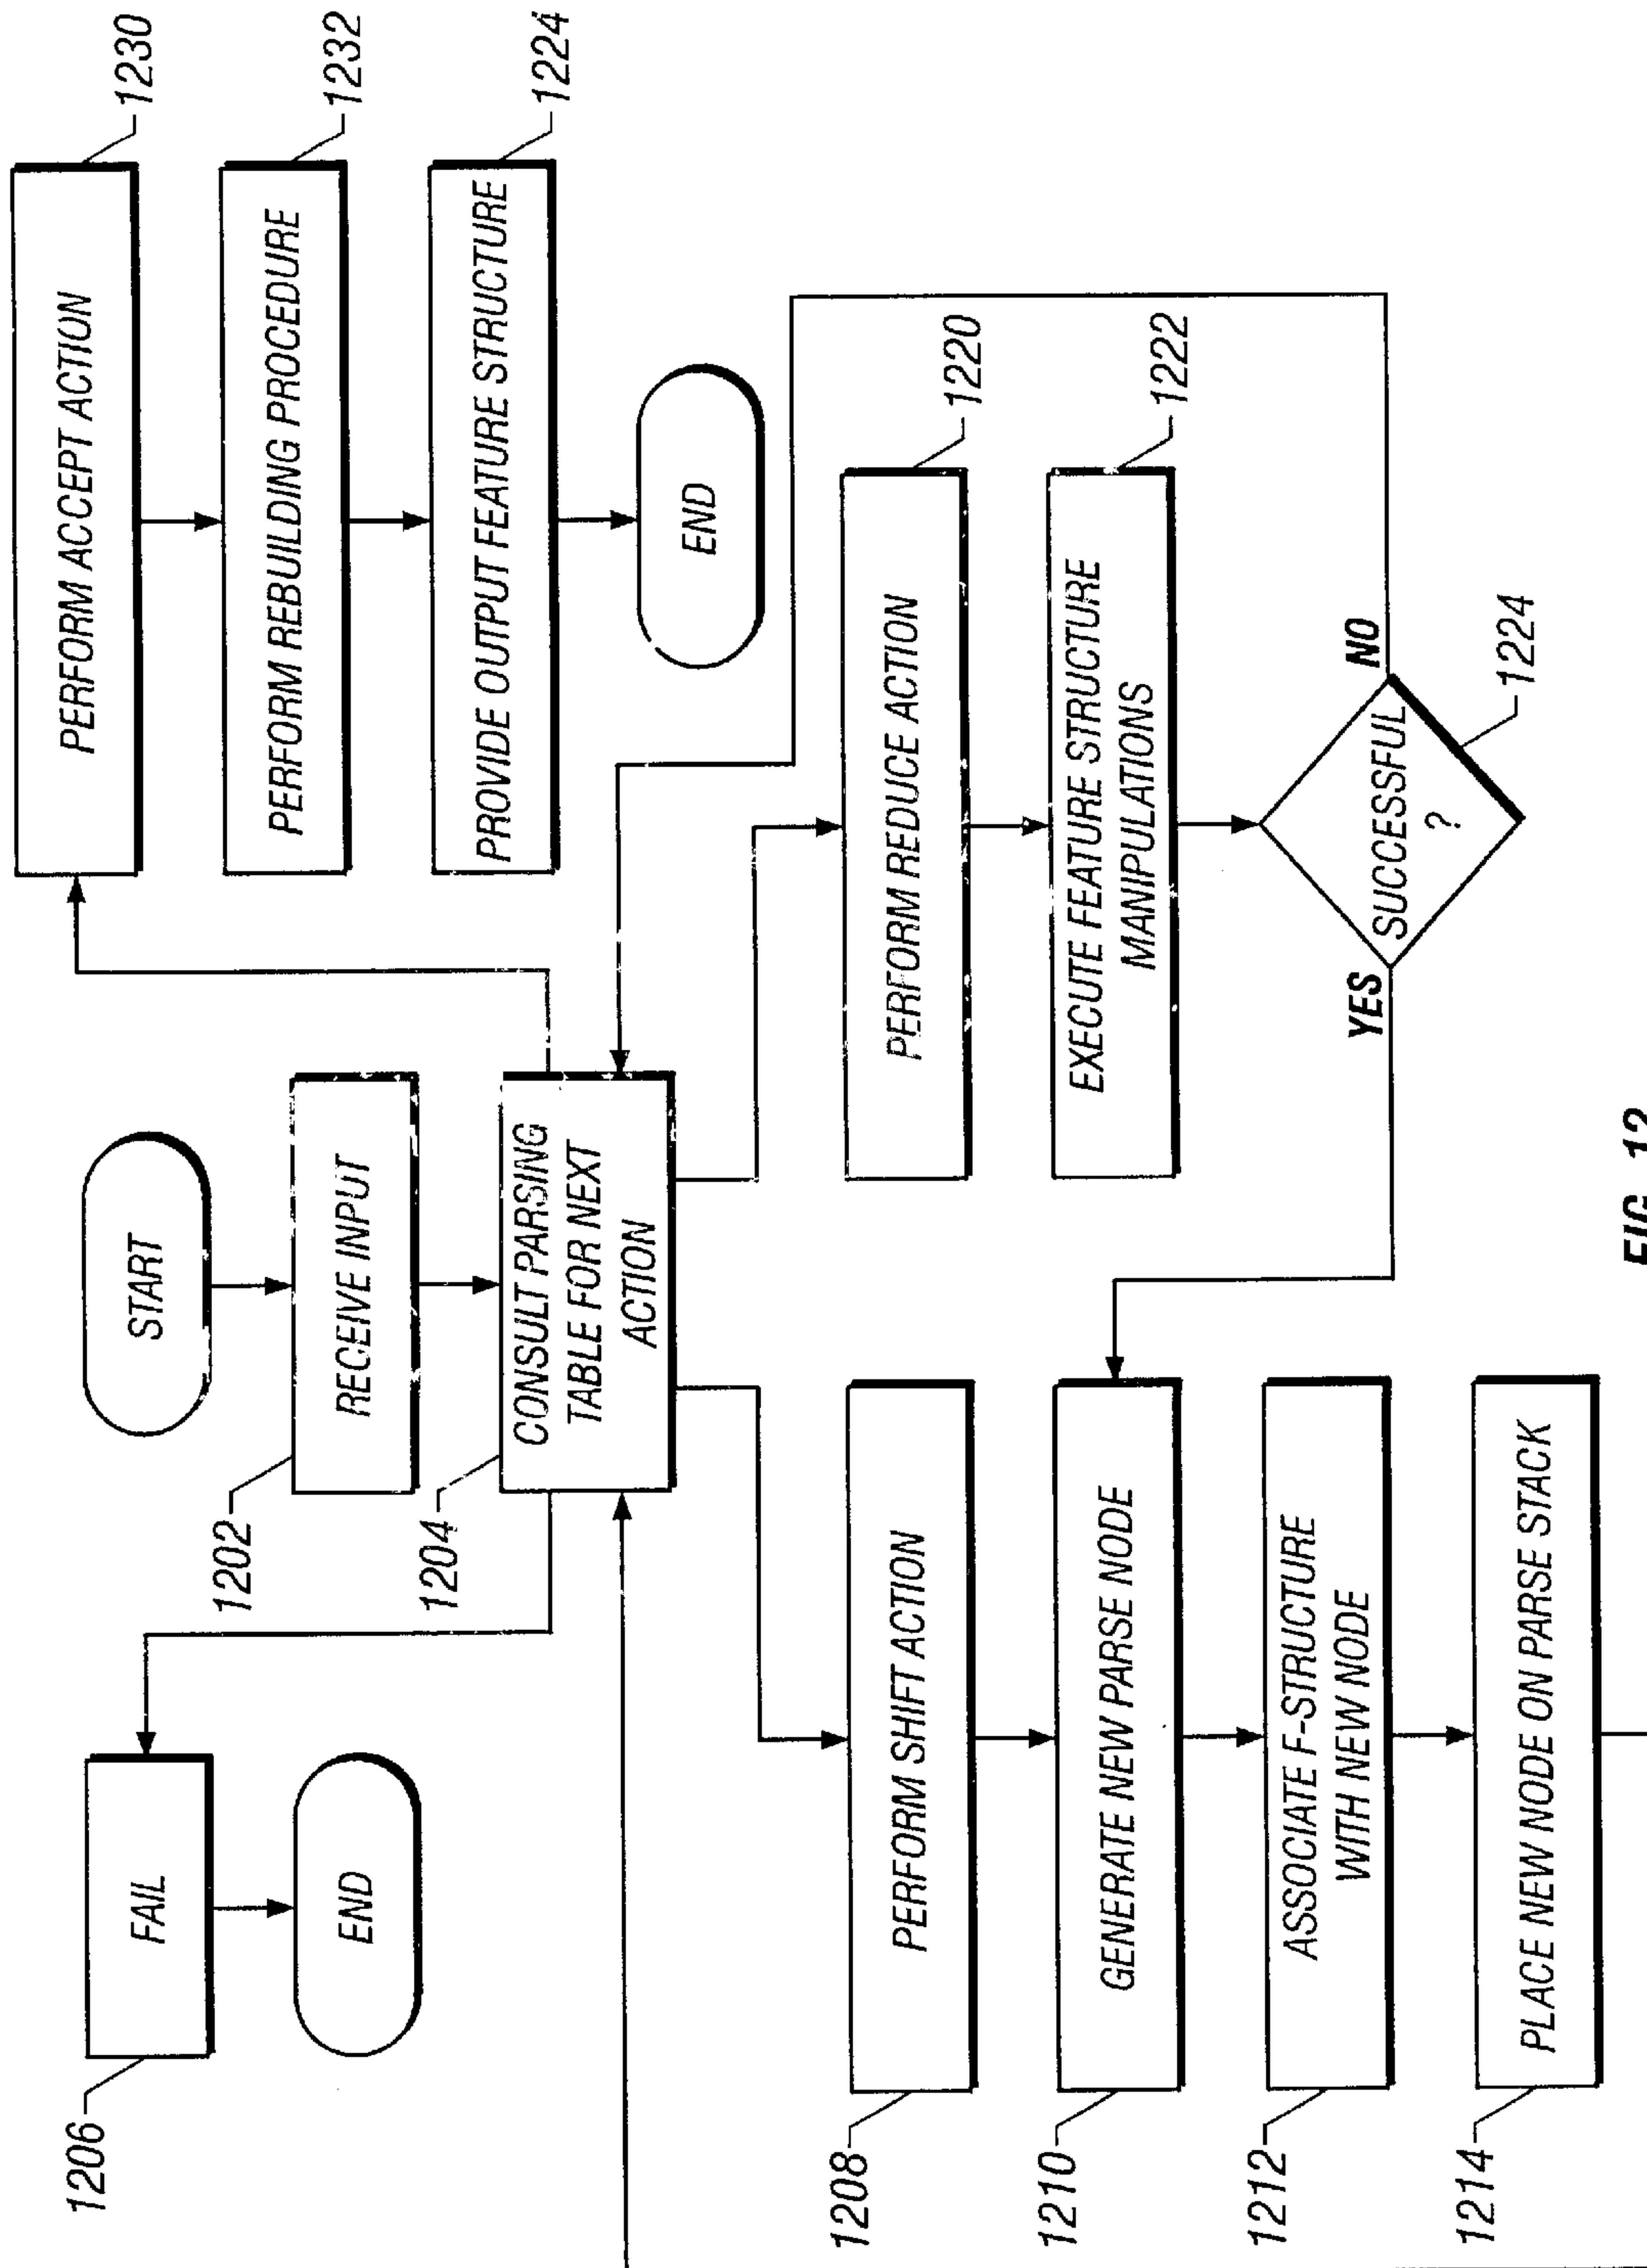 START
1202
RECEIVE INPUT
1204
CONSULT PARSING
TABLE FOR NEXT
ACTION
1206
FAIL
END
PERFORM ACCEPT ACTION
1230
PERFORM REBUILDING PROCEDURE
1232
PROVIDE OUTPUT FEATURE STRUCTURE
1224
END
1208
PERFORM SHIFT ACTION
1210
GENERATE NEW PARSE NODE
1212
ASSOCIATE F-STRUCTURE
WITH NEW NODE
1214
PLACE NEW NODE ON PARSE STACK
PERFORM REDUCE ACTION
1220
EXECUTE FEATURE STRUCTURE
MANIPULATIONS
1222
YES
SUCCESSFUL
?
NO
1224
FIG. 12